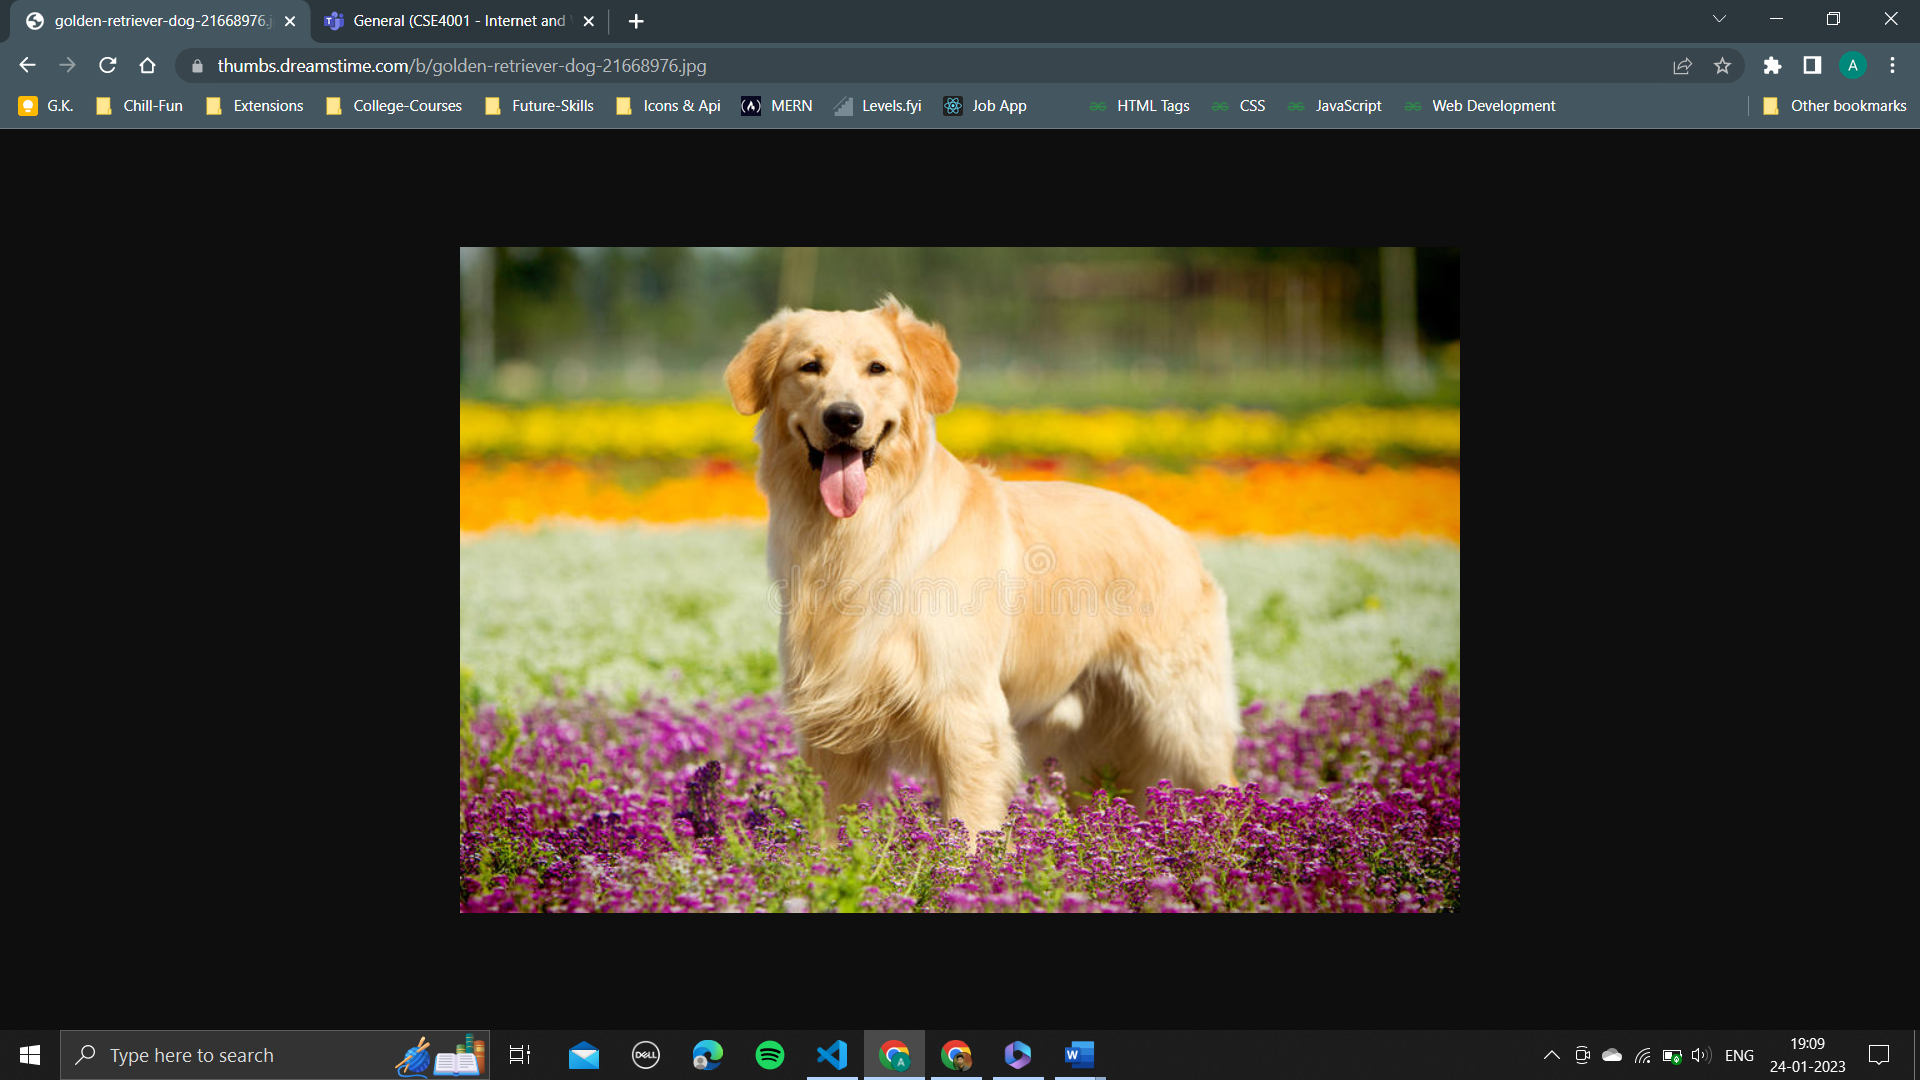 golden-retriever-dog-21668976.j
General (CSE4001 - Internet and
thumbs.dreamstime.com/b/golden-retriever-dog-21668976.jpg
A
G.K. Chill-Fun Extensions College-Courses Future-Skills Icons & Api MERN Levels.fyi Job App HTML Tags CSS JavaScript Web Development Other bookmarks
dreamstime.
Type here to search
DELL
A
W
ENG
19:09
24-01-2023